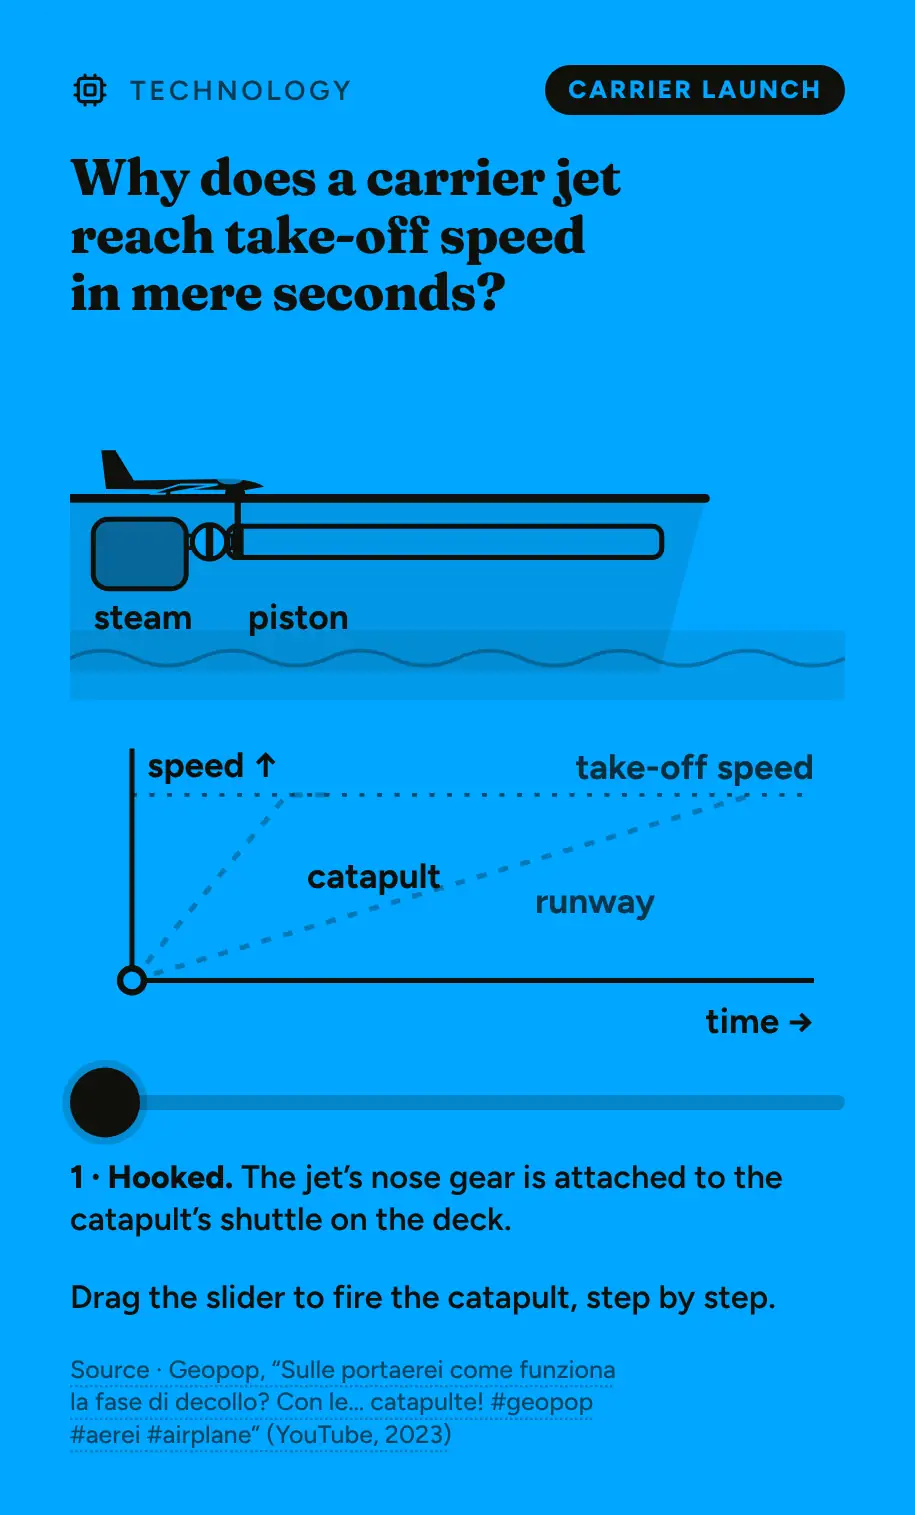 TECHNOLOGY
CARRIER LAUNCH
Why does a carrier jet
reach take-off speed
in mere seconds?
steam
piston
speed ↑
take-off speed
catapult
runway
time →
1 · Hooked. The jet’s nose gear is attached to the
catapult’s shuttle on the deck.
Drag the slider to fire the catapult, step by step.
Source · Geopop, “Sulle portaerei come funziona
la fase di decollo? Con le… catapulte! #geopop
#aerei #airplane” (YouTube, 2023)